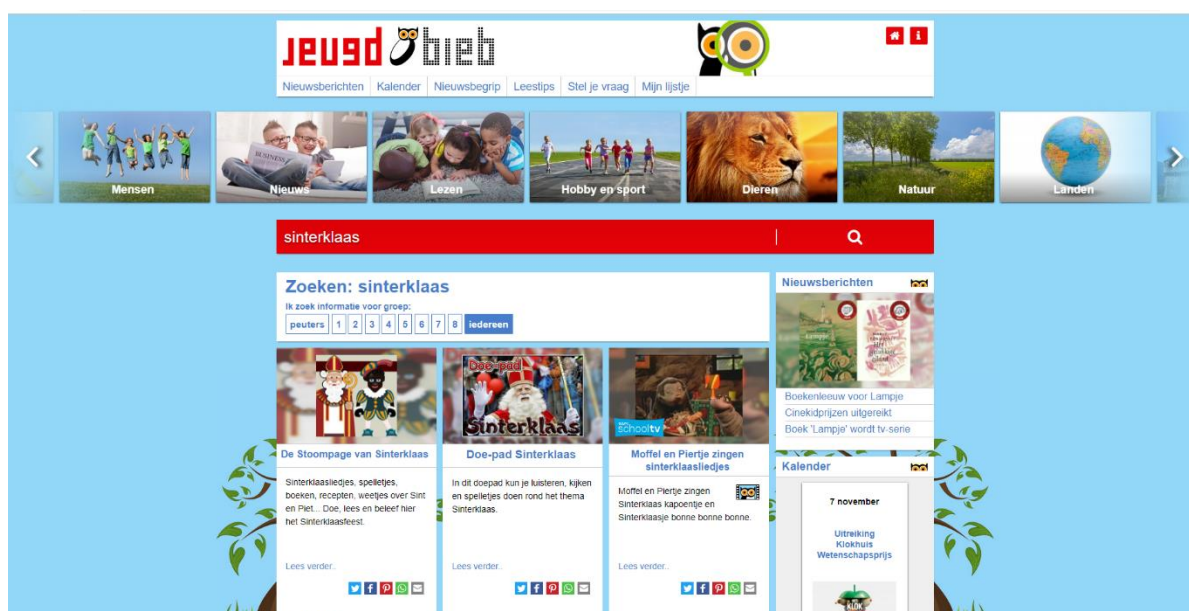 Jeugd bieb
Nieuwsberichten Kalender Nieuwsbegrip Leestips Stel je vraag Mijn lijstje
Mensen Nieuws Lezen Hobby en sport Dieren Natuur Landen
BUSINESS
sinterklaas
Zoeken: sinterklaas
Ik zoek informatie voor groep:
peuters 1 2 3 4 5 6 7 8 iedereen
De Stoompage van Sinterklaas
Sinterklaasliedjes, spelletjes,
boeken, recepten, weetjes over Sint
en Piet... Doe, lees en beleef hier
het Sinterklaasfeest.
Lees verder..
Doe-pad
Sinterklaas
Doe-pad Sinterklaas
In dit doepad kun je luisteren, kijken
en spelletjes doen rond het thema
Sinterklaas.
Lees verder..
schooltv
Moffel en Piertje zingen
sinterklaasliedjes
Moffel en Piertje zingen
Sinterklaas kapoentje en
Sinterklaasje bonne bonne bonne.
Lees verder..
Nieuwsberichten
Lampje
Boekenleeuw voor Lampje
Cinekidprijzen uitgereikt
Boek 'Lampje' wordt tv-serie
Kalender
7 november
Uitreiking
Klokhuis
Wetenschapsprijs
KLOK